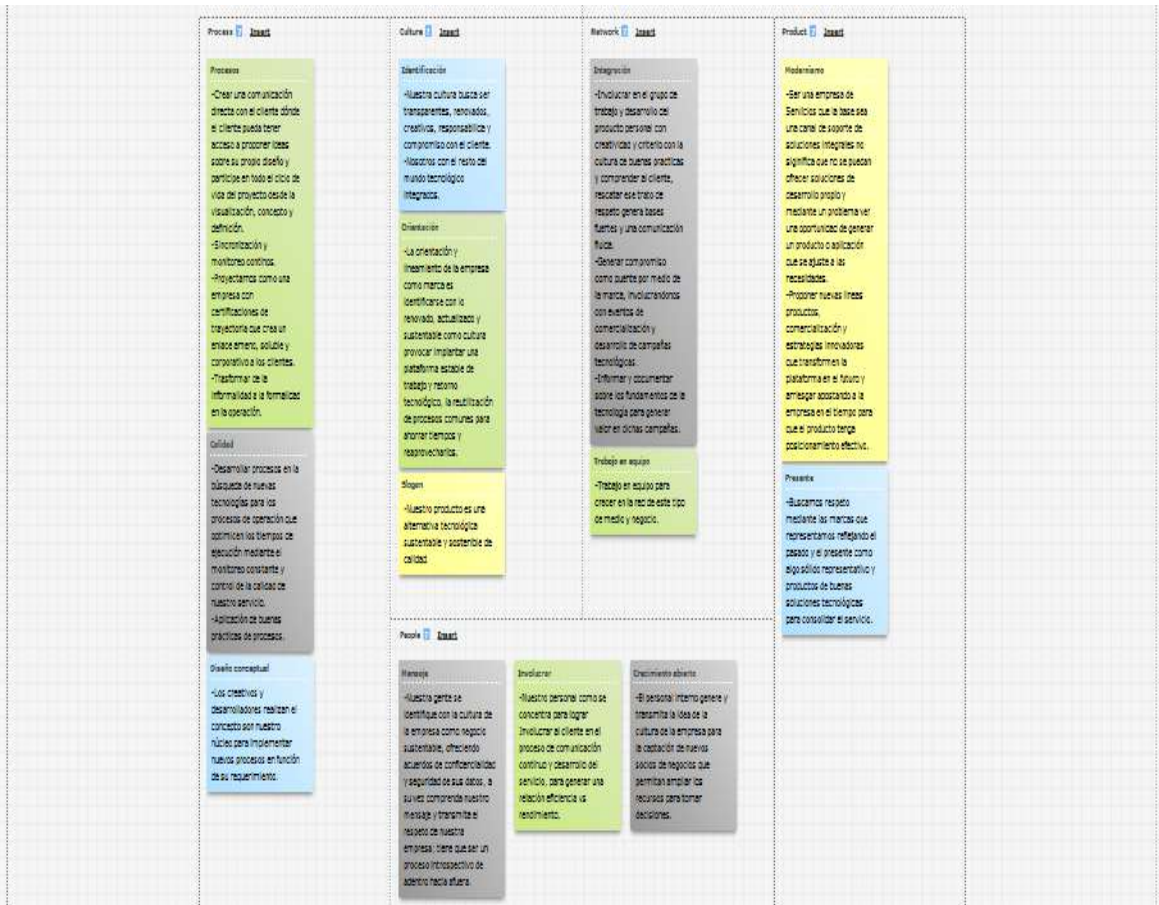 Process ? Insert
Procesos
-Crear una comunicación
directa con el cliente dónde
el cliente pueda tener
acceso a proponer ideas
sobre su propio diseño y
participe en todo el ciclo de
vida del proyecto desde la
visualización, concepto y
definición.
-Sincronización y
monitoreo continos.
-Proyectarnos como una
empresa con
certificaciones de
trayectoria que crea un
enlace ameno, soluble y
corporativo a los clientes.
-Trasformar de la
informalidad a la formalidad
en la operación.
Calidad
-Desarrollar procesos en la
búsqueda de nuevas
tecnologías para los
procesos de operación que
optimicen los tiempos de
ejecución mediante el
monitoreo constante y
control de la calidad de
nuestro servicio.
-Aplicación de buenas
prácticas de procesos.
Diseño conceptual
-Los creativos y
desarrolladores realizan el
concepto son nuestro
núcleo para implementar
nuevos procesos en función
de su requerimiento.
Culture ? Insert
Identificación
-Nuestra cultura busca ser
transparentes, renovados,
creativos, responsabilice y
compromiso con el cliente.
-Nosotros con el resto del
mundo tecnológico
integrados.
Orientación
-La orientación y
lineamiento de la empresa
como marca es
identificarse con lo
renovado, actualizado y
sustentable como cultura
provocar implantar una
plataforma estable de
trabajo y retorno
tecnológico, la reutilización
de procesos comunes para
ahorrar tiempos y
reaprovecharlos.
Slogan
-Nuestro producto es una
alternativa tecnológica
sustentable y sostenible de
calidad
Network ? Insert
Integración
-Involucrar en el grupo de
trabajo y desarrollo del
producto personal con
creatividad y criterio con la
cultura de buenas prácticas
y comprender al cliente,
rescatar ese trato de
respeto genera bases
fuertes y una comunicación
fluida.
-Generar compromiso
como puente por medio de
la marca, involucrándonos
con eventos de
comercialización y
desarrollo de campañas
tecnológicas.
-Informar y documentar
sobre los fundamentos de la
tecnología para generar
valor en dichas campañas.
Trabajo en equipo
-Trabajo en equipo para
crecer en la red de este tipo
de medio y negocio.
Product ? Insert
Modernismo
-Ser una empresa de
Servicios que la base sea
una canal de soporte de
soluciones integrales no
significa que no se puedan
ofrecer soluciones de
desarrollo propio y
mediante un problema ver
una oportunidad de generar
un producto o aplicación
que se ajuste a las
necesidades.
-Proponer nuevas líneas
productos,
comercialización y
estrategias innovadoras
que transformen la
plataforma en el futuro y
arriesgar apostando a la
empresa en el tiempo para
que el producto tenga
posicionamiento efectivo.
Presente
-Buscamos respeto
mediante las marcas que
representamos reflejando el
pasado y el presente como
algo sólido representativo y
productos de buenas
soluciones tecnológicas
para consolidar el servicio.
People ? Insert
Mensaje
-Nuestra gente se
identifique con la cultura de
la empresa como negocio
sustentable, ofreciendo
acuerdos de confidencialidad
y seguridad de sus datos, a
su vez comprenda nuestro
mensaje y transmita el
respeto de nuestra
empresa; tiene que ser un
proceso introspectivo de
adentro hacia afuera.
Involucrar
-Nuestro personal como se
concentra para lograr
Involucrar al cliente en el
proceso de comunicación
continuo y desarrollo del
servicio, para generar una
relación eficiencia vs
rendimiento.
Crecimiento abierto
-El personal interno genere y
transmita la idea de la
cultura de la empresa para
la captación de nuevos
socios de negocios que
permitan ampliar los
recursos para tomar
decisiones.